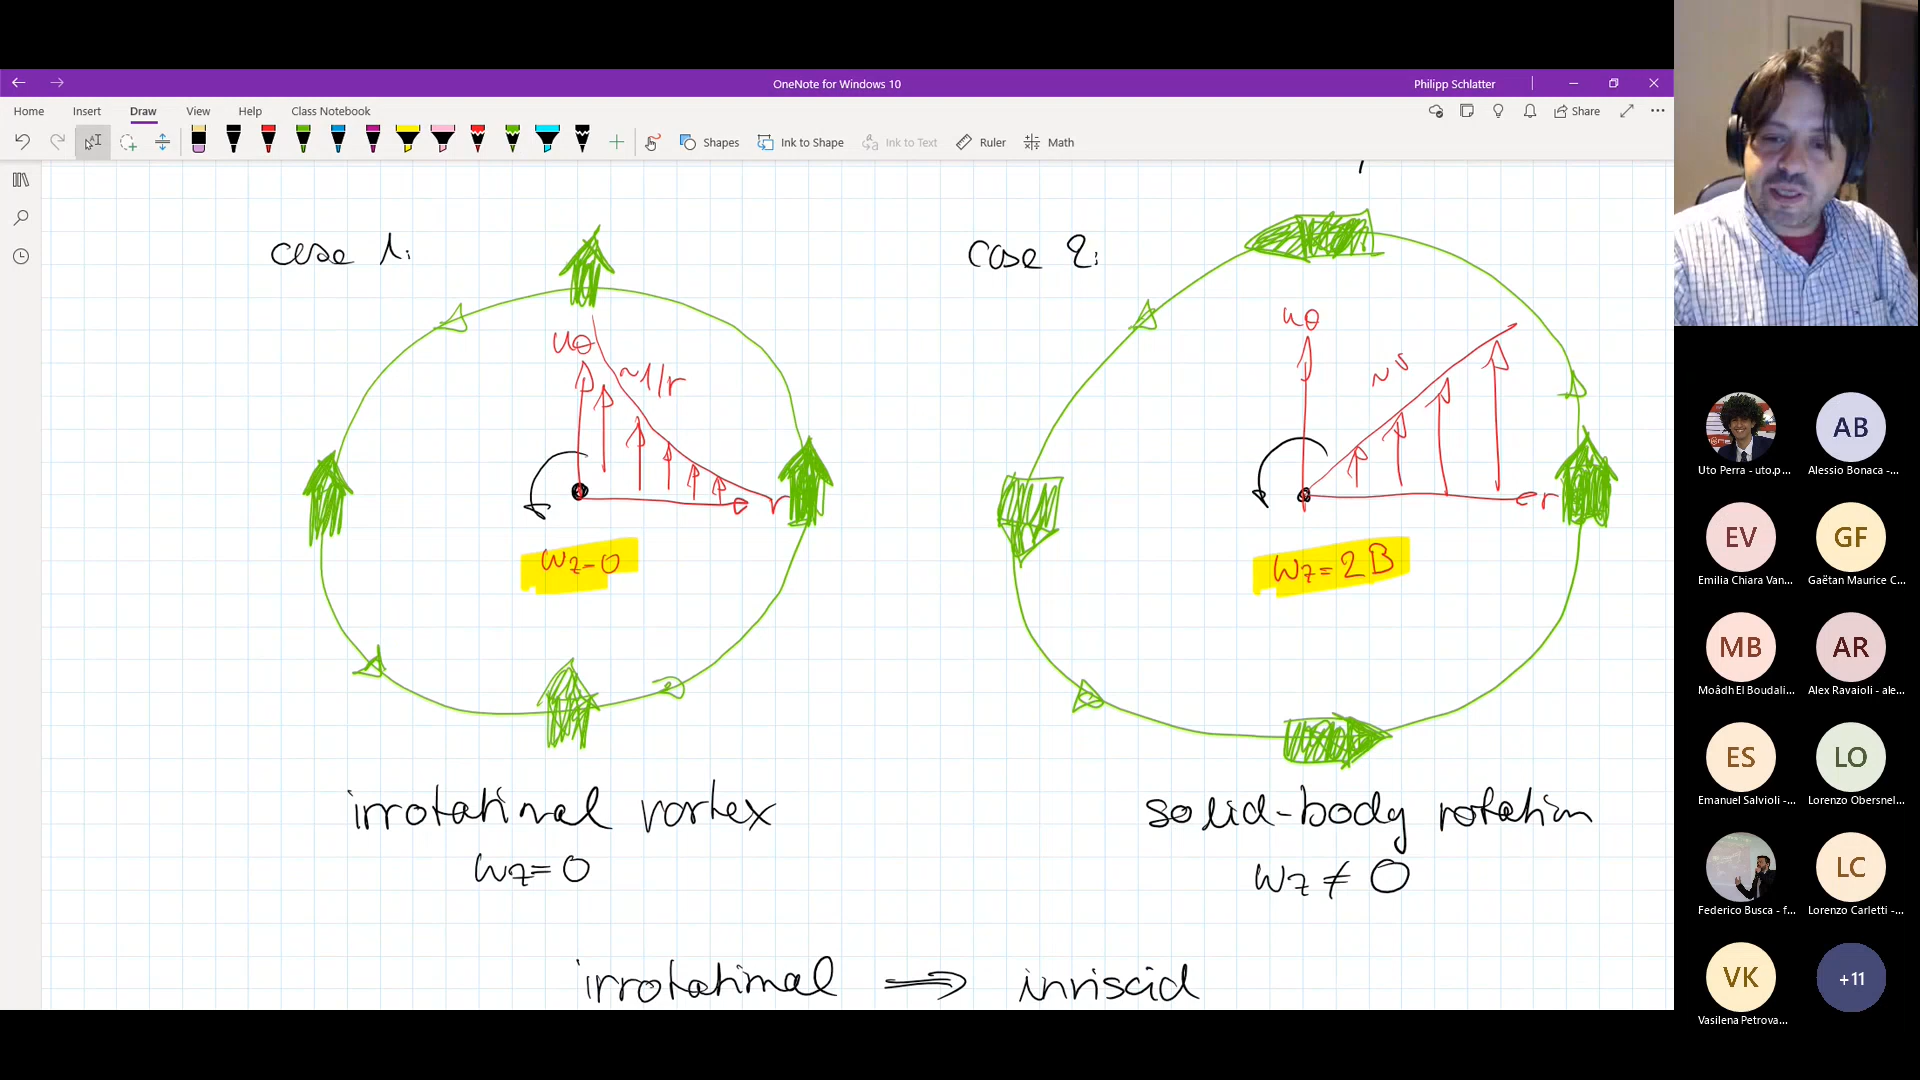 OneNote for Windows 10
Philipp Schlatter
Home Insert Draw View Help Class Notebook
Share
Shapes Ink to Shape Ink to Text Ruler Math
case 1:
case 2:
uθ
~1/r
r
ωz=0
uθ
~r
r
ωz=2B
irrotational vortex
ωz=0
solid-body rotation
ωz≠0
irrotational ⟹ inviscid
Uto Perra - uto.p...
AB
Alessio Bonaca -...
EV
Emilia Chiara Van...
GF
Gaëtan Maurice C...
MB
Moâdh El Boudali...
AR
Alex Ravaioli - ale...
ES
Emanuel Salvioli -...
LO
Lorenzo Obersnel...
Federico Busca - f...
LC
Lorenzo Carletti -...
VK
Vasilena Petrova...
+11